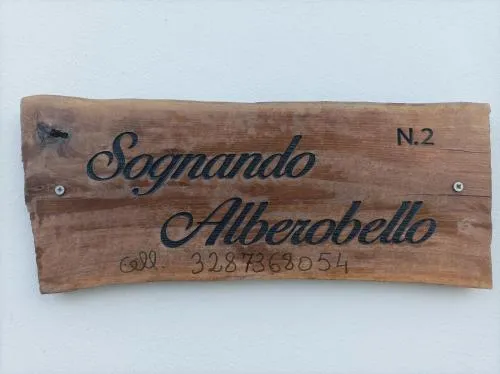 N.2
Sognando
Alberobello
cell. 3287368054